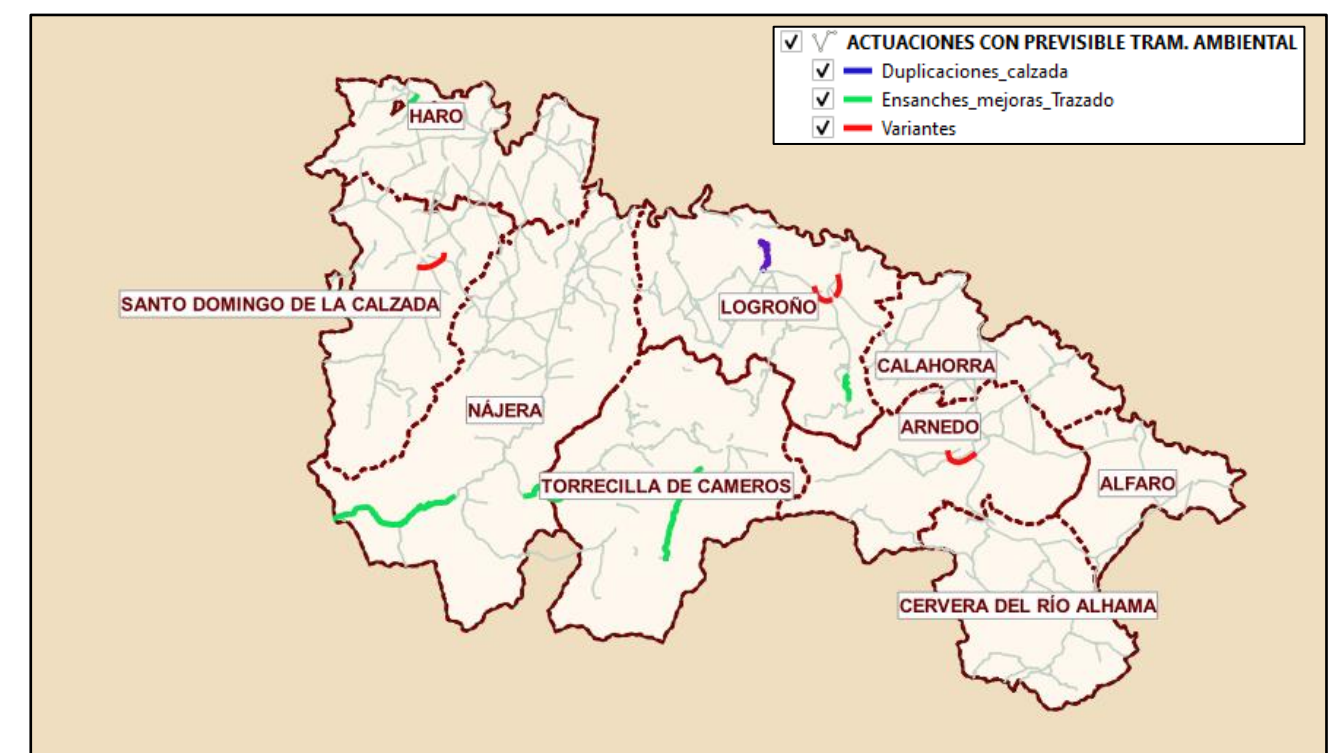 ACTUACIONES CON PREVISIBLE TRAM. AMBIENTAL
Duplicaciones_calzada
Ensanches_mejoras_Trazado
Variantes
HARO
SANTO DOMINGO DE LA CALZADA
LOGROÑO
CALAHORRA
NÁJERA
ARNEDO
TORRECILLA DE CAMEROS
ALFARO
CERVERA DEL RÍO ALHAMA